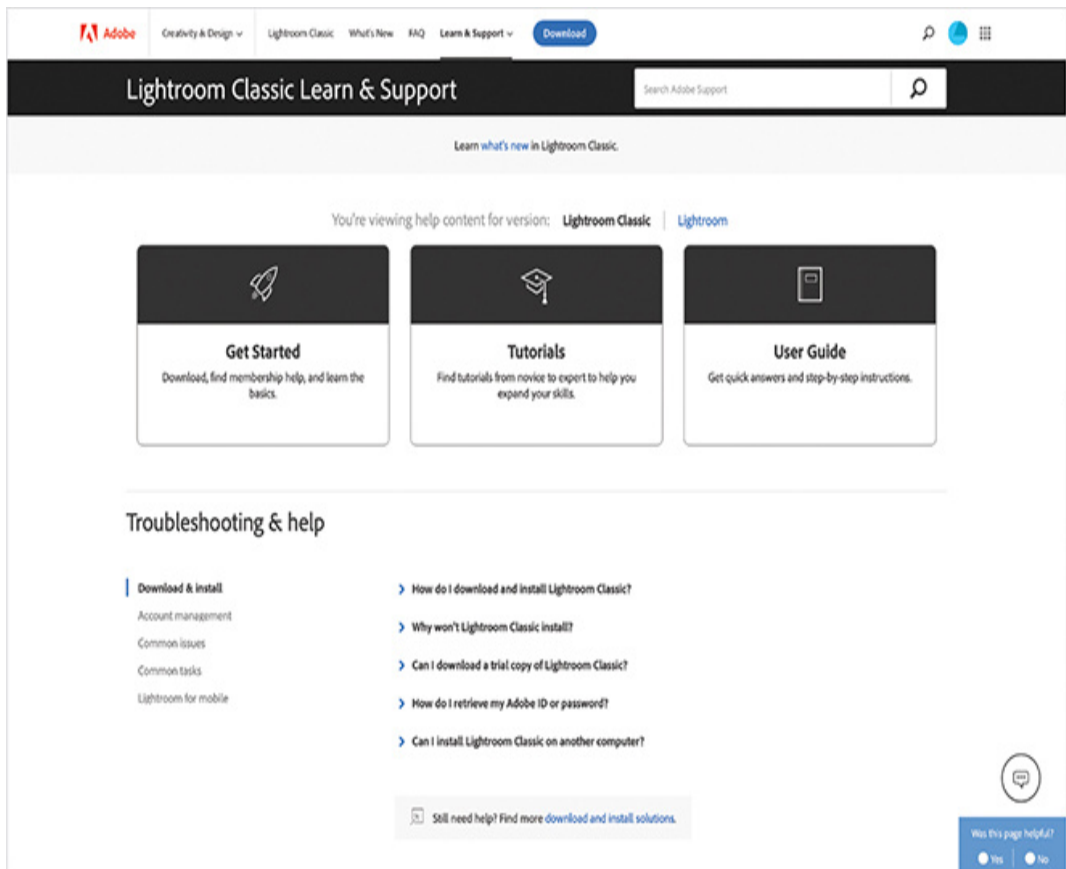 Adobe
Creativity & Design
Lightroom Classic
What's New
FAQ
Learn & Support
Download
Lightroom Classic Learn & Support
Search Adobe Support
Learn what's new in Lightroom Classic.
You're viewing help content for version: Lightroom Classic | Lightroom
Get Started
Download, find membership help, and learn the
basics.
Tutorials
Find tutorials from novice to expert to help you
expand your skills.
User Guide
Get quick answers and step-by-step instructions.
Troubleshooting & help
Download & install
Account management
Common issues
Common tasks
Lightroom for mobile
How do I download and install Lightroom Classic?
Why won't Lightroom Classic install?
Can I download a trial copy of Lightroom Classic?
How do I retrieve my Adobe ID or password?
Can I install Lightroom Classic on another computer?
Still need help? Find more download and install solutions.
Was this page helpful?
Yes | No